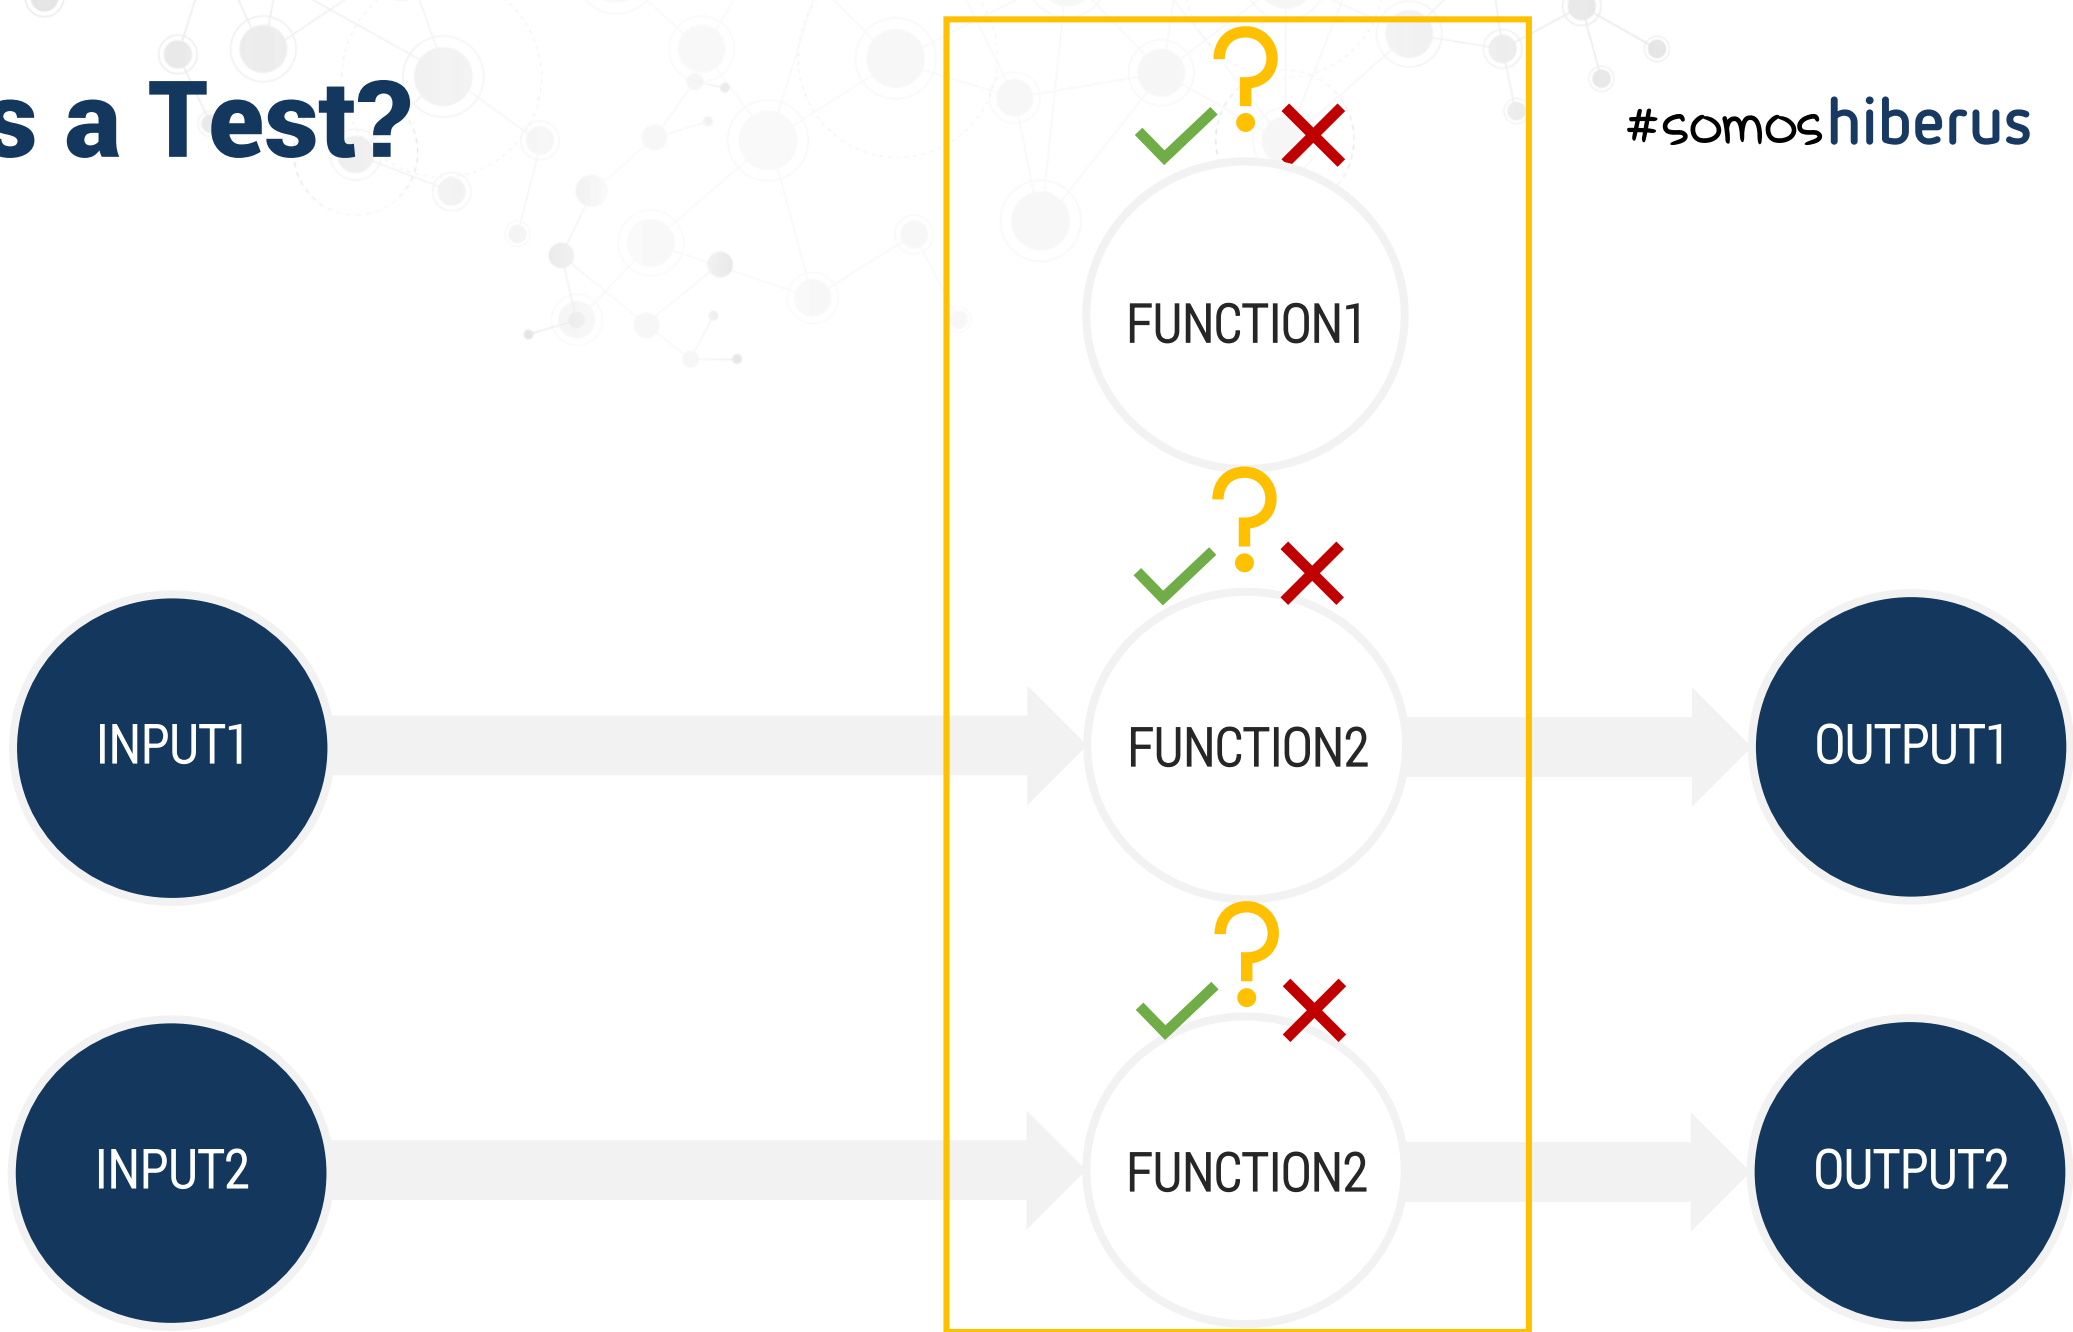 s a Test?
#somoshiberus
FUNCTION1
INPUT1
FUNCTION2
OUTPUT1
INPUT2
FUNCTION2
OUTPUT2